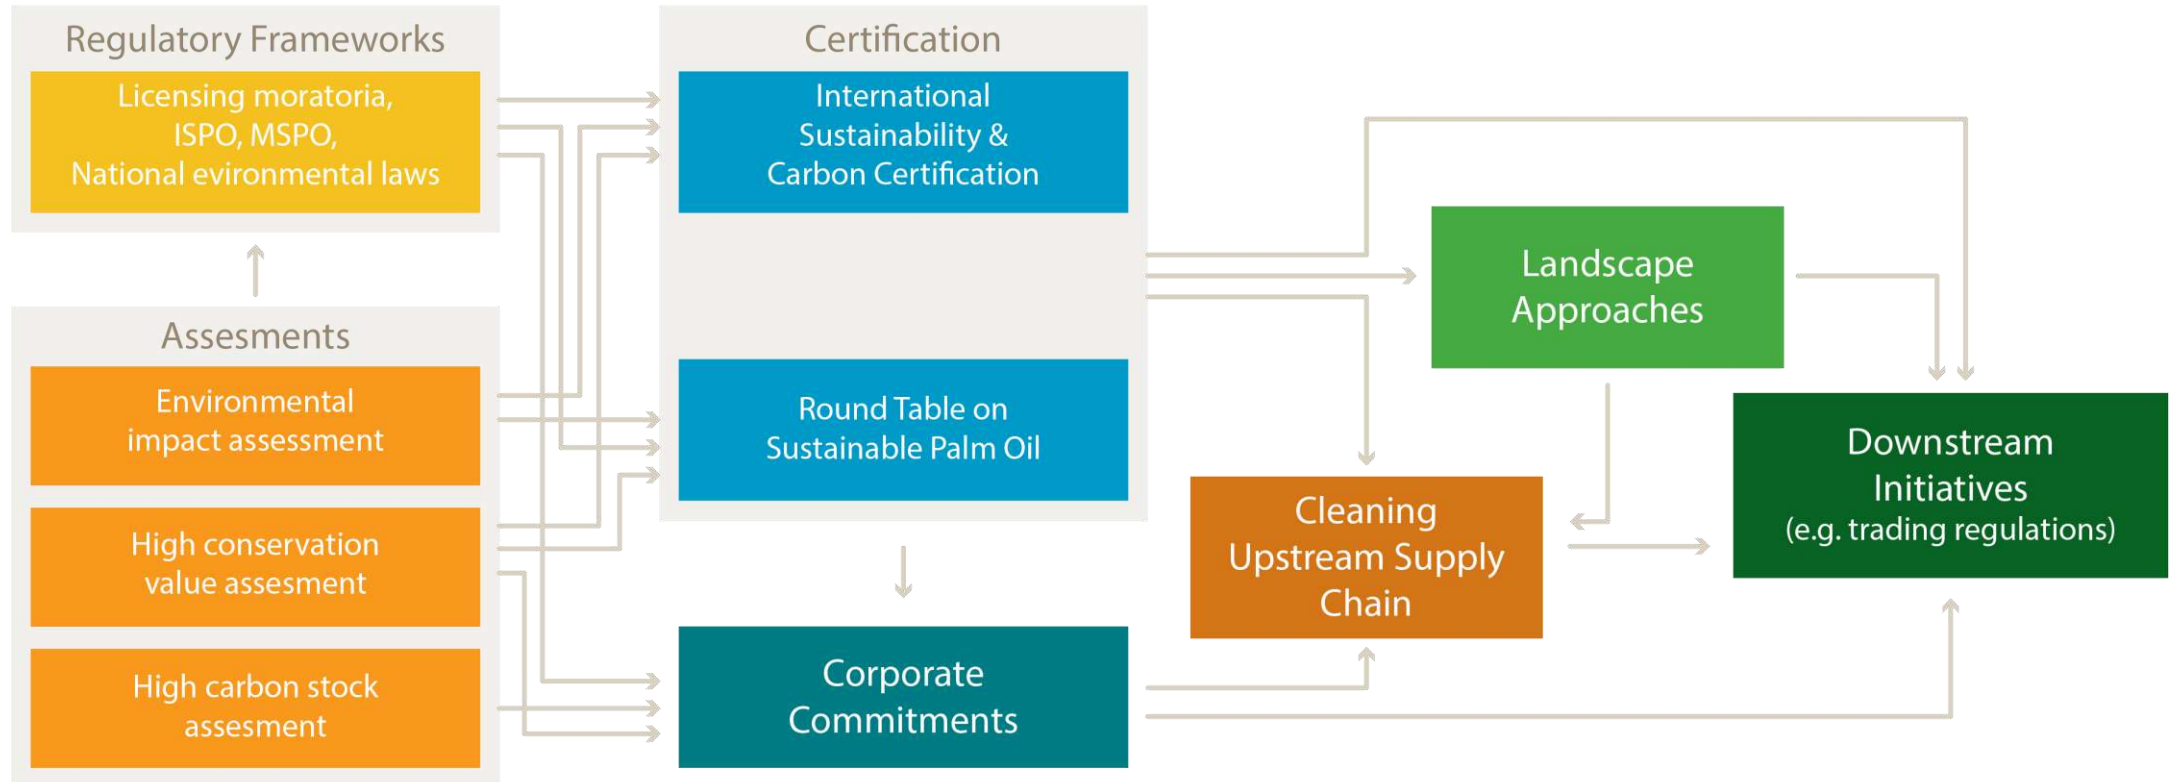 Regulatory Frameworks
Licensing moratoria,
ISPO, MSPO,
National evironmental laws
Assesments
Environmental
impact assessment
High conservation
value assesment
High carbon stock
assesment
Certification
International
Sustainability &
Carbon Certification
Round Table on
Sustainable Palm Oil
Corporate
Commitments
Landscape
Approaches
Cleaning
Upstream Supply
Chain
Downstream
Initiatives
(e.g. trading regulations)